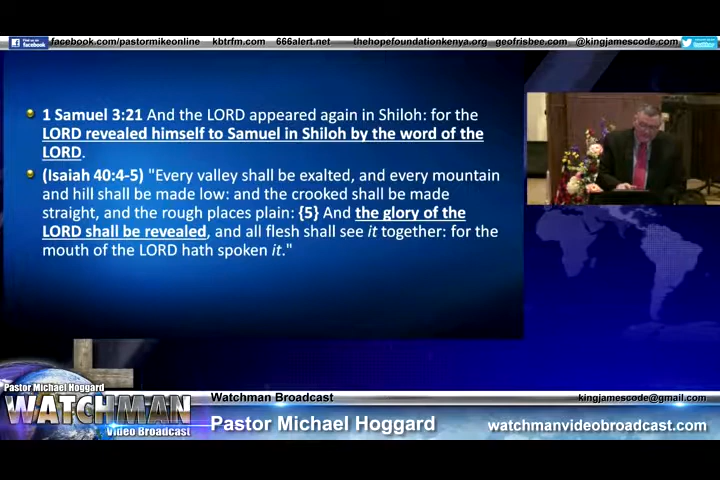 facebook.com/pastormikeonline kbtrfm.com 666alert.net thehopefoundationkenya.org geofrisbee.com @kingjamescode.com
1 Samuel 3:21 And the LORD appeared again in Shiloh: for the
LORD revealed himself to Samuel in Shiloh by the word of the
LORD.
(Isaiah 40:4-5) "Every valley shall be exalted, and every mountain
and hill shall be made low: and the crooked shall be made
straight, and the rough places plain: {5} And the glory of the
LORD shall be revealed, and all flesh shall see it together: for the
mouth of the LORD hath spoken it."
Pastor Michael Hoggard
WATCHMAN
Video Broadcast
Watchman Broadcast
kingjamescode@gmail.com
Pastor Michael Hoggard
watchmanvideobroadcast.com